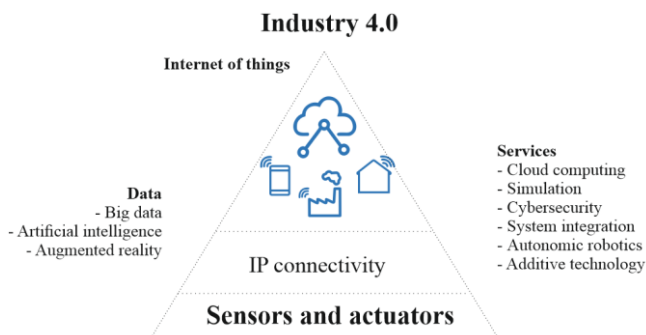 Industry 4.0
Internet of things
Data
- Big data
- Artificial intelligence
- Augmented reality
Services
- Cloud computing
- Simulation
- Cybersecurity
- System integration
- Autonomic robotics
- Additive technology
IP connectivity
Sensors and actuators